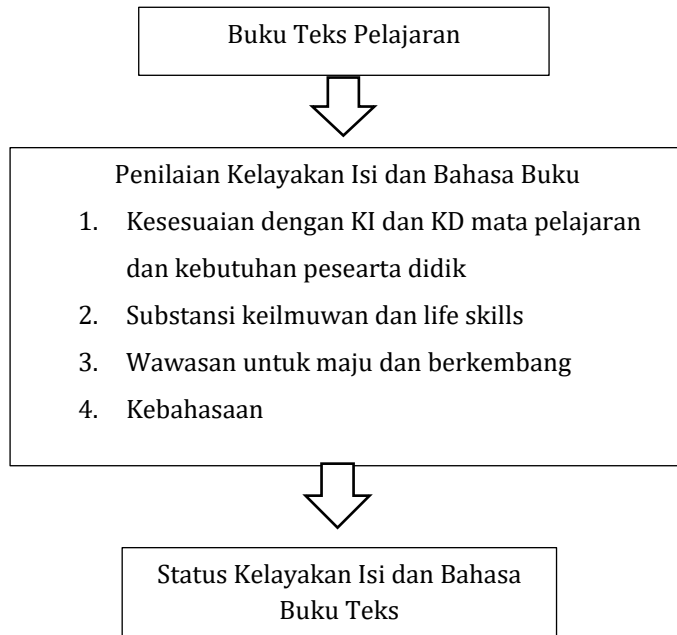 Buku Teks Pelajaran
Penilaian Kelayakan Isi dan Bahasa Buku
1. Kesesuaian dengan KI dan KD mata pelajaran
dan kebutuhan pesearta didik
2. Substansi keilmuwan dan life skills
3. Wawasan untuk maju dan berkembang
4. Kebahasaan
Status Kelayakan Isi dan Bahasa
Buku Teks